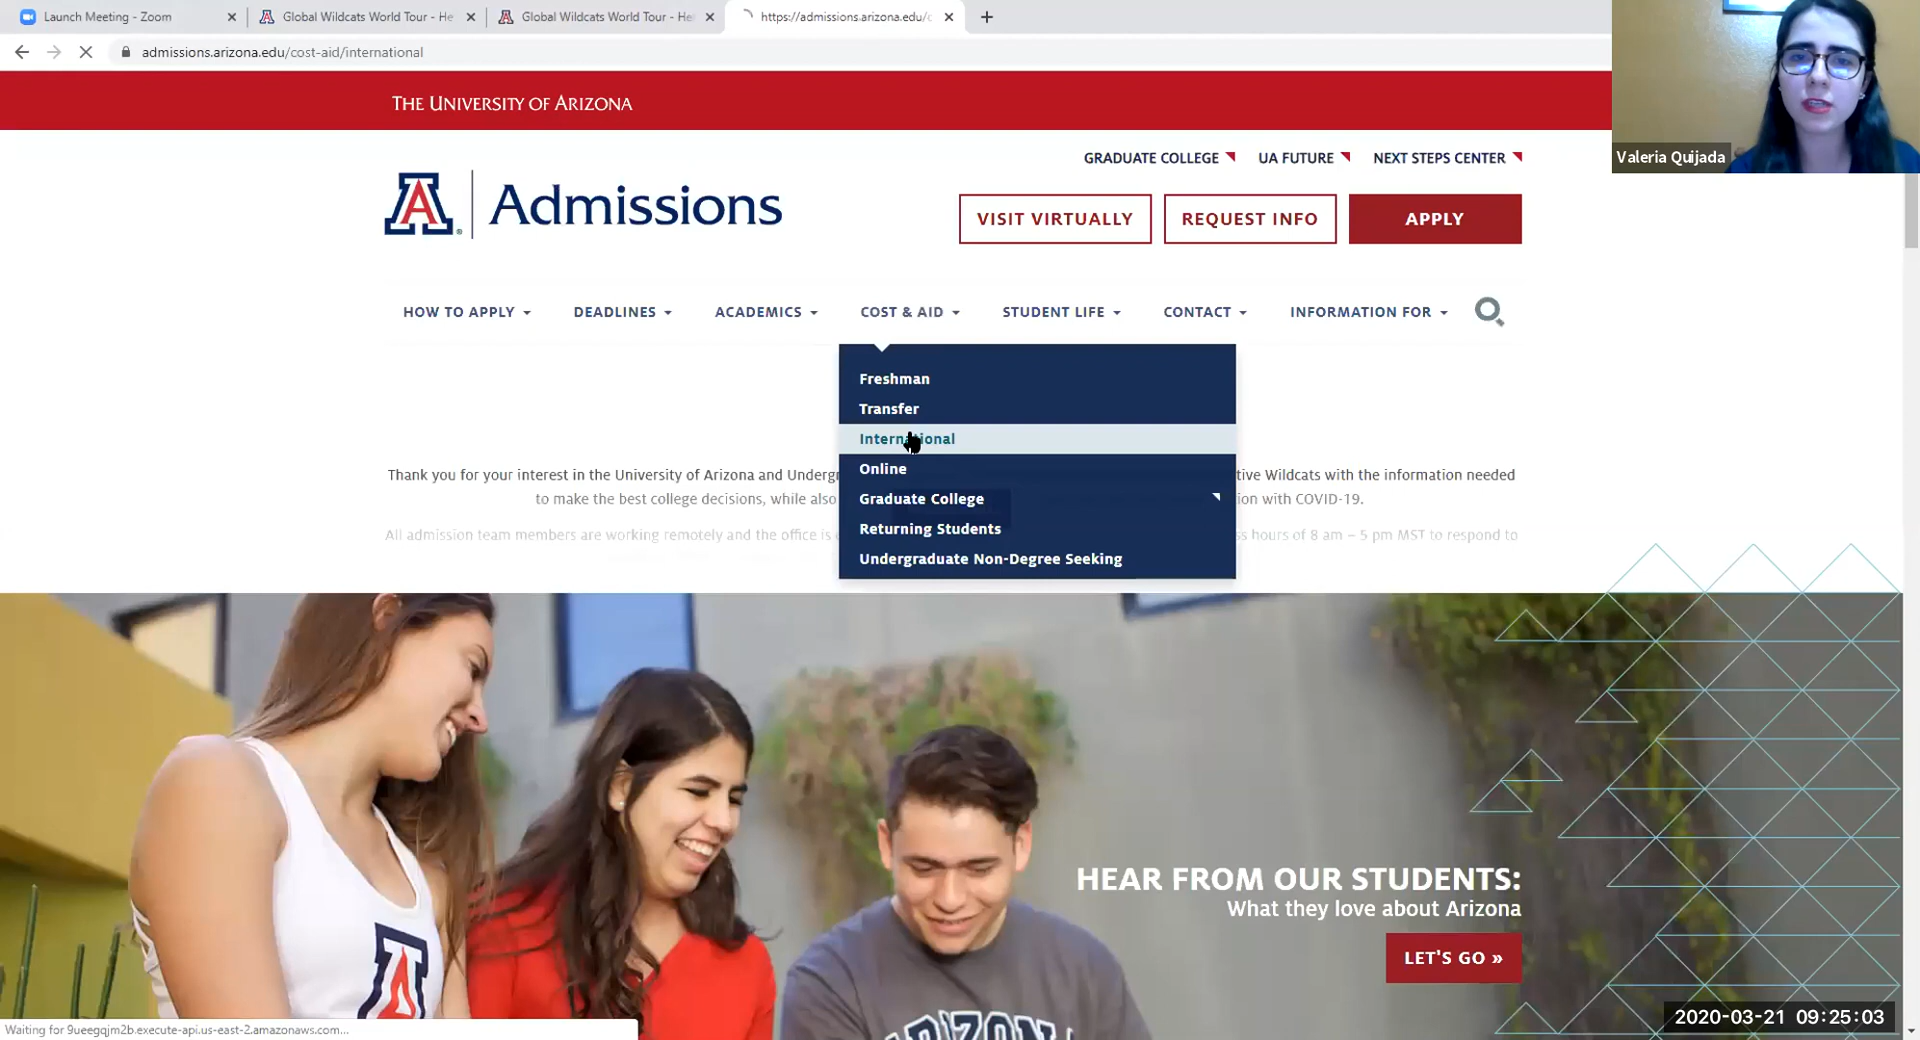 Launch Meeting - Zoom
Global Wildcats World Tour - He
Global Wildcats World Tour - He
https://admissions.arizona.edu/c
admissions.arizona.edu/cost-aid/international
THE UNIVERSITY OF ARIZONA
Valeria Quijada
GRADUATE COLLEGE
UA FUTURE
NEXT STEPS CENTER
A
Admissions
VISIT VIRTUALLY
REQUEST INFO
APPLY
HOW TO APPLY
DEADLINES
ACADEMICS
COST & AID
STUDENT LIFE
CONTACT
INFORMATION FOR
Freshman
Transfer
International
Online
Graduate College
Returning Students
Undergraduate Non-Degree Seeking
Thank you for your interest in the University of Arizona and Undergr tive Wildcats with the information needed
to make the best college decisions, while also ion with COVID-19.
All admission team members are working remotely and the office is ss hours of 8 am – 5 pm MST to respond to
HEAR FROM OUR STUDENTS:
What they love about Arizona
LET'S GO »
A
ARIZONA
Waiting for 9ueegqjm2b.execute-api.us-east-2.amazonaws.com...
2020-03-21 09:25:03